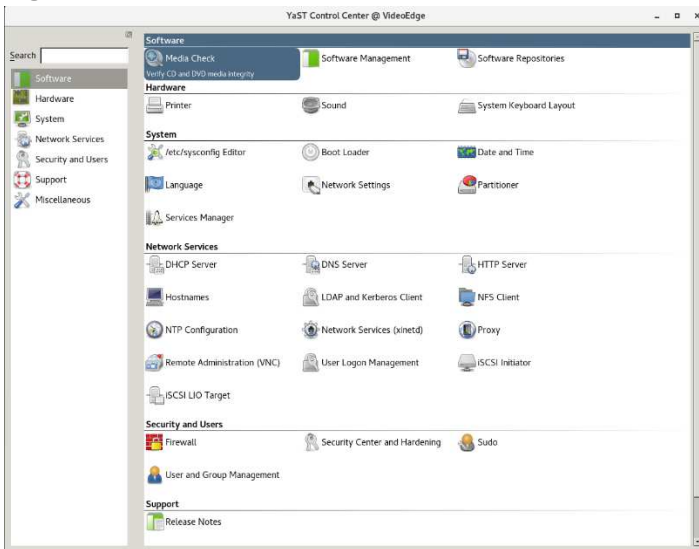 YaST Control Center @ VideoEdge
Search
Software
Hardware
System
Network Services
Security and Users
Support
Miscellaneous
Software
Media Check
Verify CD and DVD media integrity
Software Management
Software Repositories
Hardware
Printer
Sound
System Keyboard Layout
System
/etc/sysconfig Editor
Boot Loader
Date and Time
Language
Network Settings
Partitioner
Services Manager
Network Services
DHCP Server
DNS Server
HTTP Server
Hostnames
LDAP and Kerberos Client
NFS Client
NTP Configuration
Network Services (xinetd)
Proxy
Remote Administration (VNC)
User Logon Management
iSCSI Initiator
iSCSI LIO Target
Security and Users
Firewall
Security Center and Hardening
Sudo
User and Group Management
Support
Release Notes